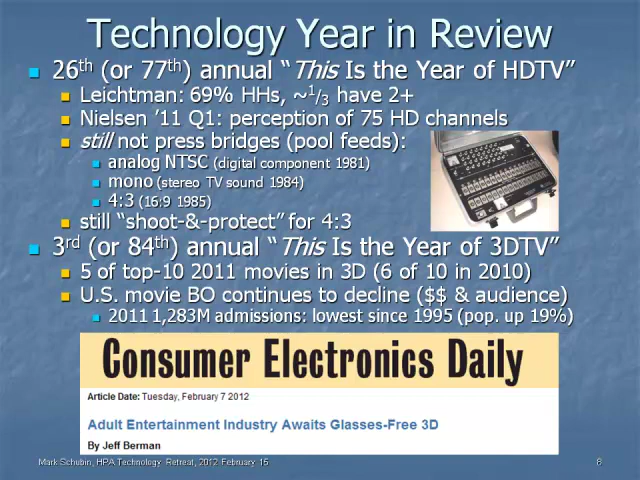 Technology Year in Review
26th (or 77th) annual “This Is the Year of HDTV”
Leichtman: 69% HHs, ~1/3 have 2+
Nielsen ’11 Q1: perception of 75 HD channels
still not press bridges (pool feeds):
analog NTSC (digital component 1981)
mono (stereo TV sound 1984)
4:3 (16:9 1985)
still “shoot-&-protect” for 4:3
3rd (or 84th) annual “This Is the Year of 3DTV”
5 of top-10 2011 movies in 3D (6 of 10 in 2010)
U.S. movie BO continues to decline ($$ & audience)
2011 1,283M admissions: lowest since 1995 (pop. up 19%)
Consumer Electronics Daily
Article Date: Tuesday, February 7 2012
Adult Entertainment Industry Awaits Glasses-Free 3D
By Jeff Berman
Mark Schubin, HPA Technology Retreat, 2012 February 15
8